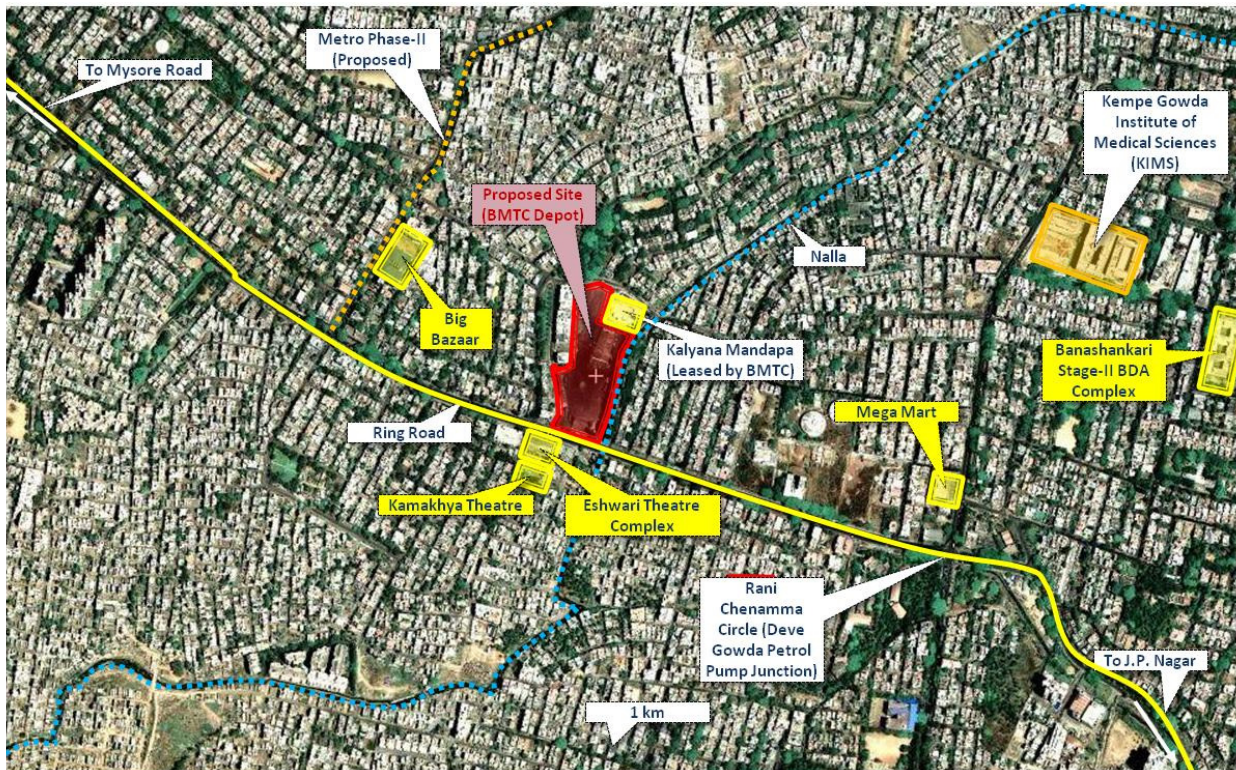 Metro Phase-II
(Proposed)
To Mysore Road
Kempe Gowda
Institute of
Medical Sciences
(KIMS)
Proposed Site
(BMTC Depot)
Nalla
Big
Bazaar
Kalyana Mandapa
(Leased by BMTC)
Banashankari
Stage-II BDA
Complex
Mega Mart
Ring Road
Kamakhya Theatre
Eshwari Theatre
Complex
Rani
Chenamma
Circle (Deve
Gowda Petrol
Pump Junction)
To J.P. Nagar
1 km